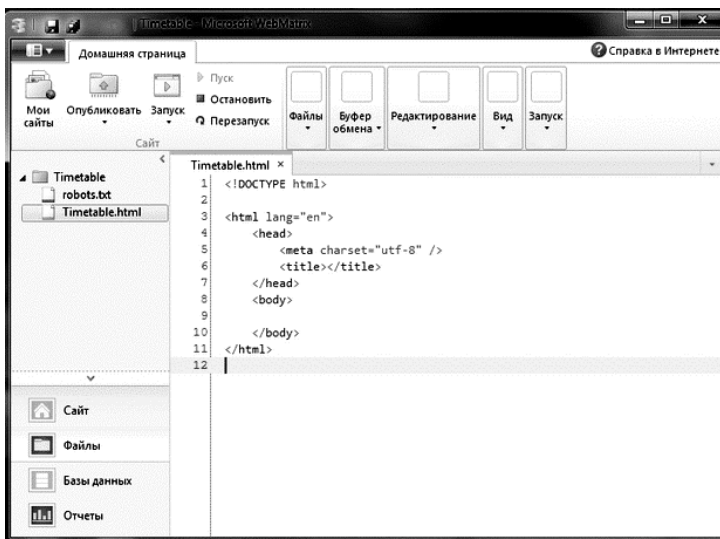 Timetable - Microsoft WebMatrix
Домашняя страница
Справка в Интернете
Мои сайты
Опубликовать
Запуск
Пуск
Остановить
Перезапуск
Сайт
Файлы
Буфер обмена
Редактирование
Вид
Запуск
Timetable
robots.txt
Timetable.html
Timetable.html ×
1 <!DOCTYPE html>
2
3 <html lang="en">
4 <head>
5 <meta charset="utf-8" />
6 <title></title>
7 </head>
8 <body>
9
10 </body>
11 </html>
12
Сайт
Файлы
Базы данных
Отчеты